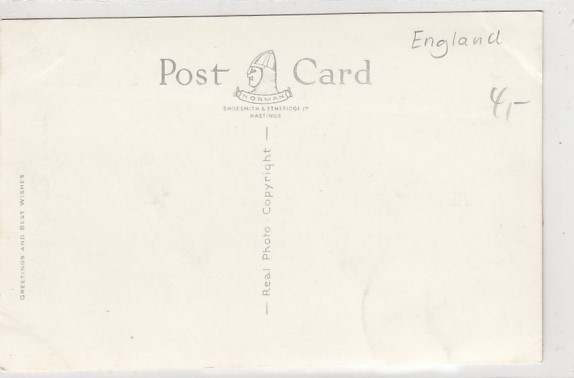 England
Post Card
NORMAN
SHOESMITH & ETHERIDGE LTD
HASTINGS
4,-
— Real Photo Copyright —
GREETINGS AND BEST WISHES